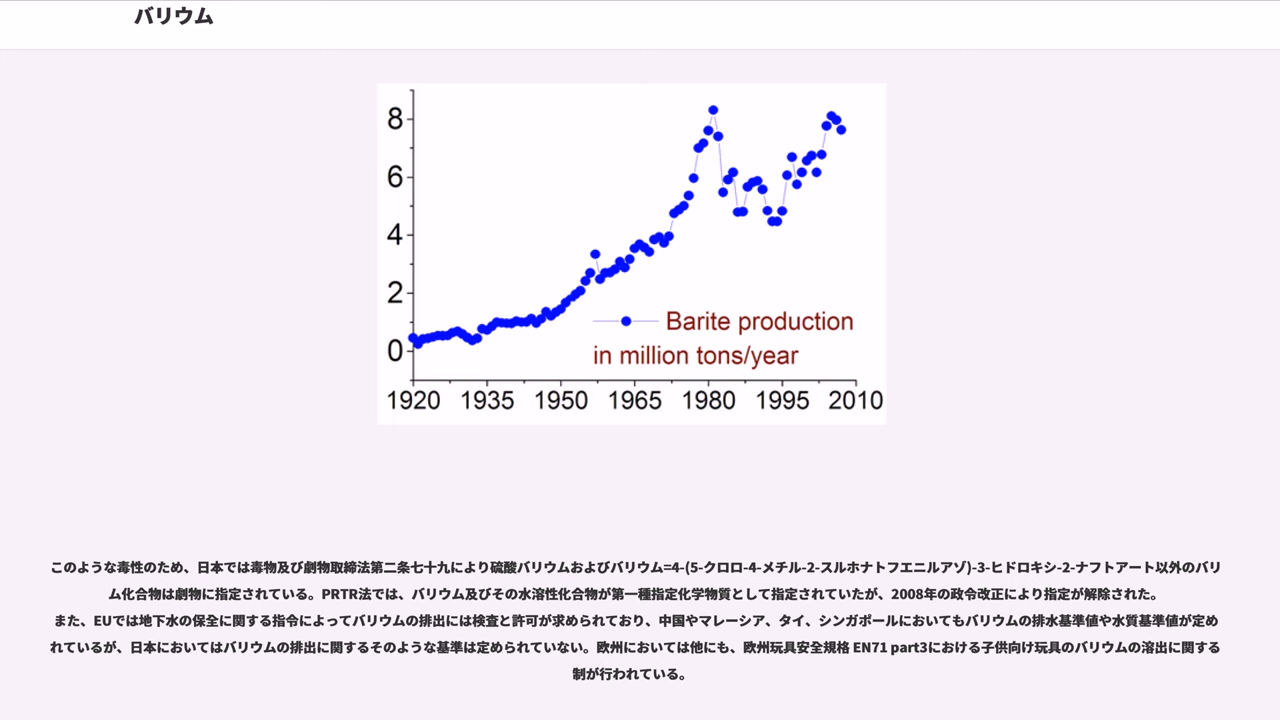 バリウム
8
6
4
2
0
Barite production
in million tons/year
1920 1935 1950 1965 1980 1995 2010
このような毒性のため、日本では毒物及び劇物取締法第二条七十九により硫酸バリウムおよびバリウム=4-(5-クロロ-4-メチル-2-スルホナトフエニルアゾ)-3-ヒドロキシ-2-ナフトアート以外のバリ
ム化合物は劇物に指定されている。PRTR法では、バリウム及びその水溶性化合物が第一種指定化学物質として指定されていたが、2008年の政令改正により指定が解除された。
また、EUでは地下水の保全に関する指令によってバリウムの排出には検査と許可が求められており、中国やマレーシア、タイ、シンガポールにおいてもバリウムの排水基準値や水質基準値が定め
れているが、日本においてはバリウムの排出に関するそのような基準は定められていない。欧州においては他にも、欧州玩具安全規格 EN71 part3における子供向け玩具のバリウムの溶出に関する
制が行われている。